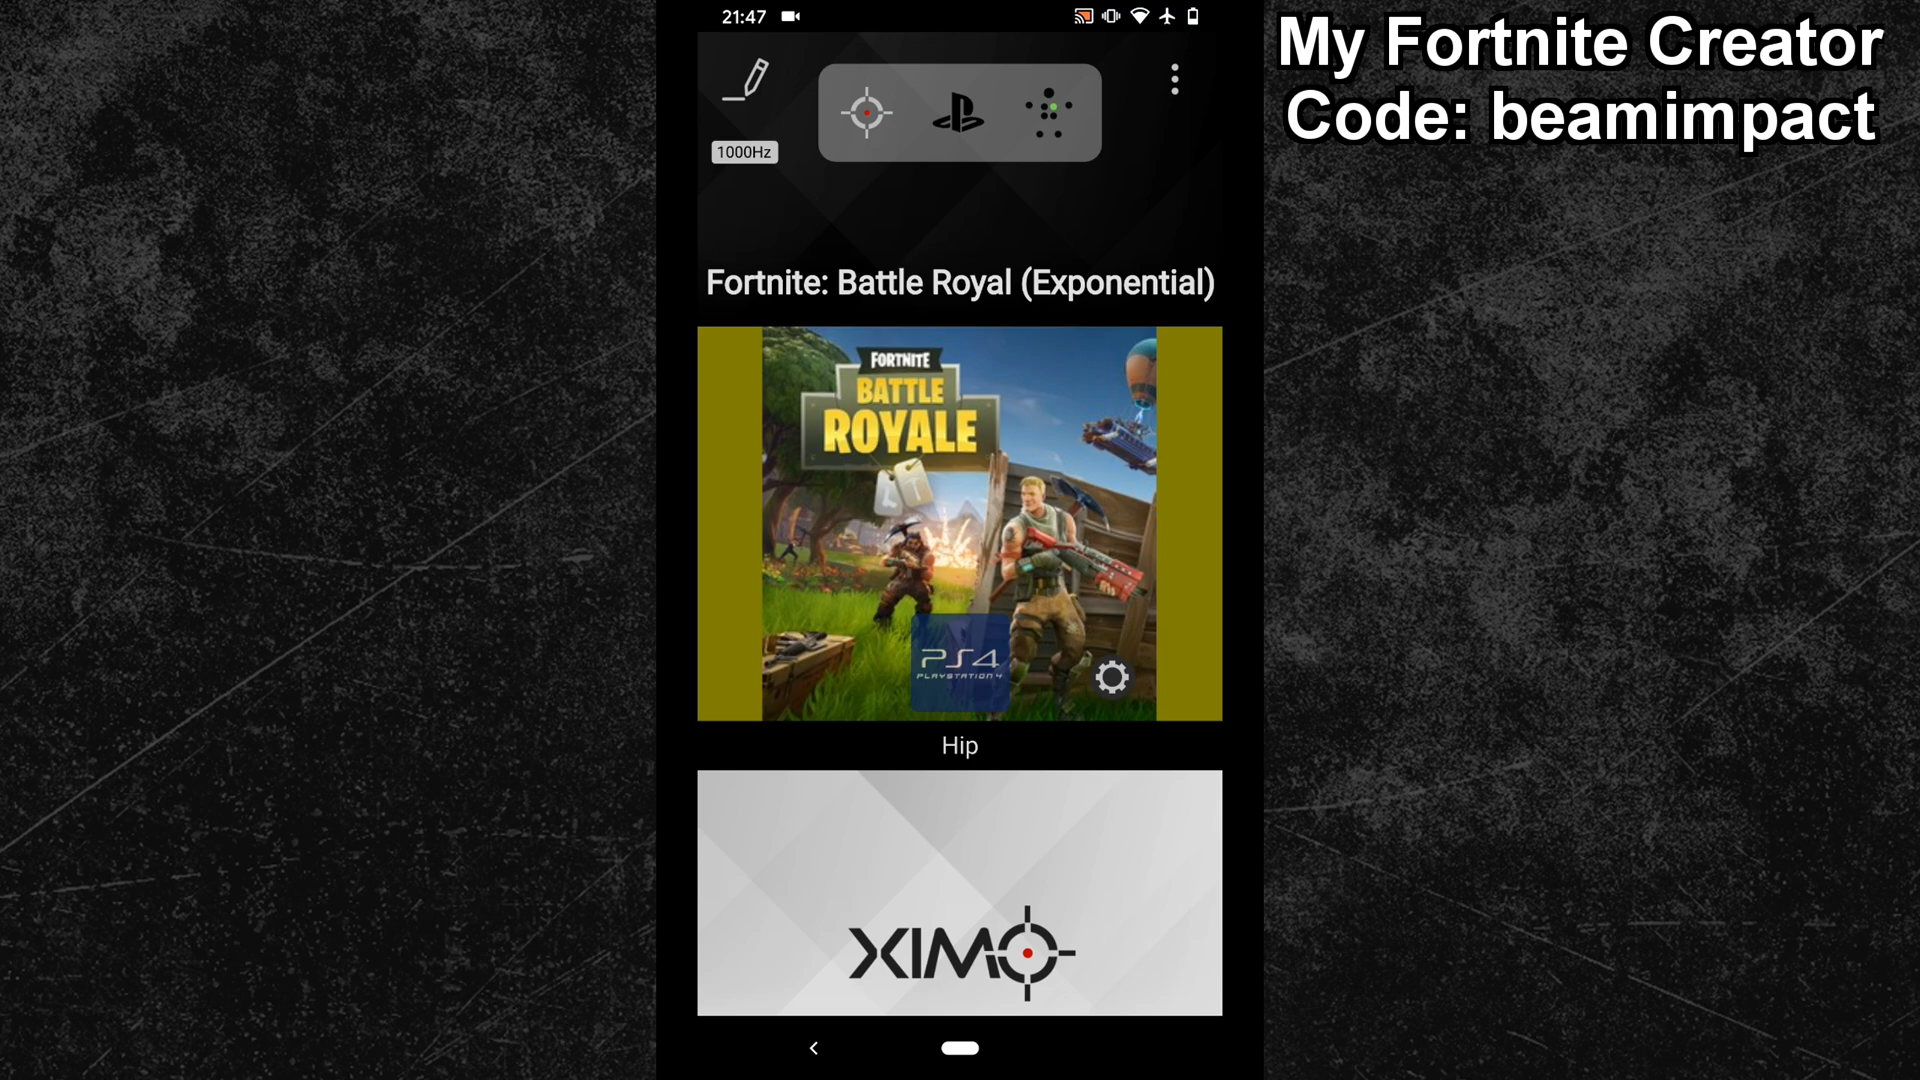 21:47
My Fortnite Creator
Code: beamimpact
1000Hz
Fortnite: Battle Royal (Exponential)
FORTNITE
BATTLE
ROYALE
PS4
PLAYSTATION 4
Hip
XIM